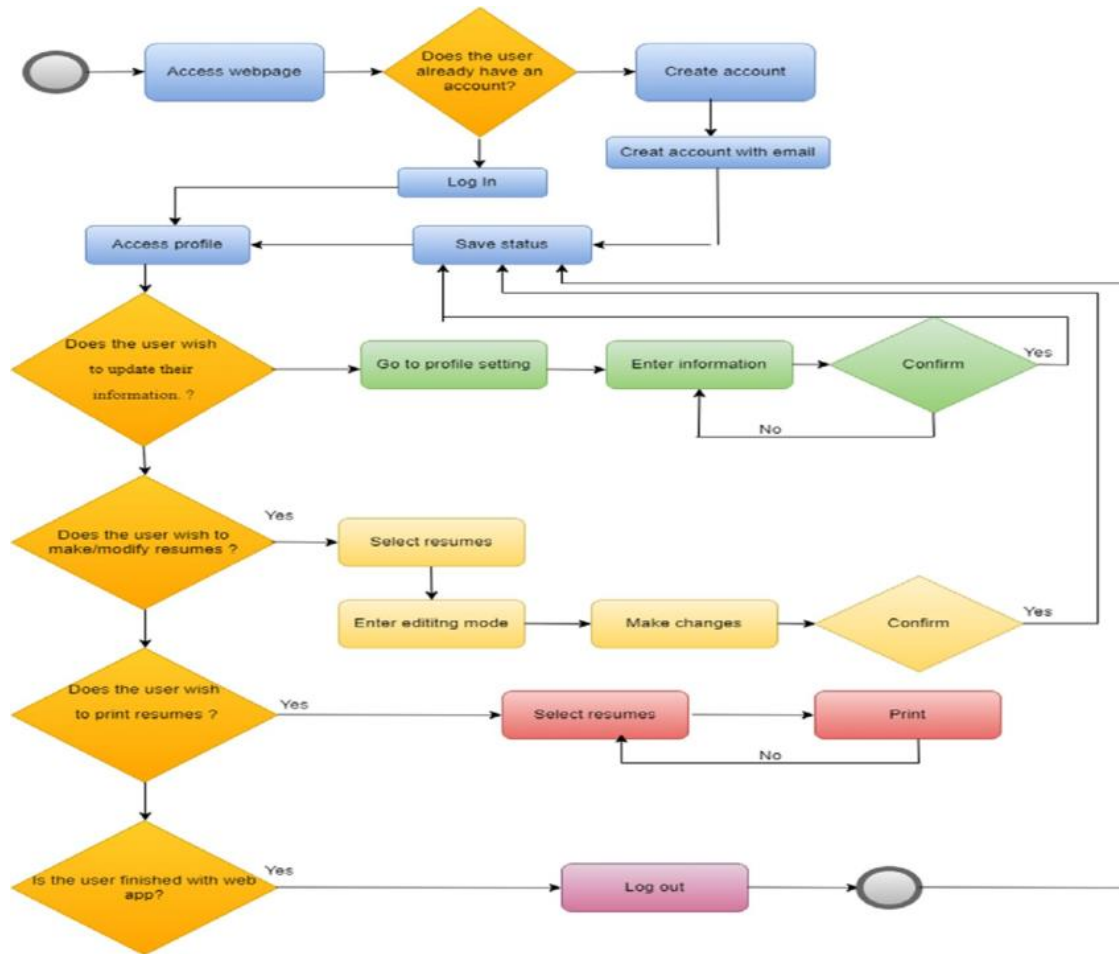 Access webpage
Does the user
already have an
account?
Create account
Creat account with email
Log In
Access profile
Save status
Does the user wish
to update their
information. ?
Go to profile setting
Enter information
Confirm
Yes
No
Does the user wish to
make/modify resumes ?
Yes
Select resumes
Enter edititng mode
Make changes
Confirm
Yes
Does the user wish
to print resumes ?
Yes
Select resumes
Print
No
Is the user finished with web
app?
Yes
Log out